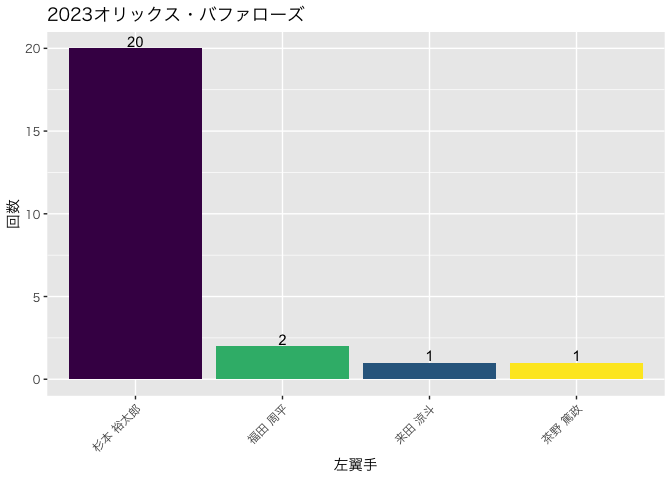 2023オリックス・バファローズ
20
2
1
1
20
15
10
5
0
回数
杉本 裕太郎
福田 周平
来田 涼斗
茶野 篤政
左翼手